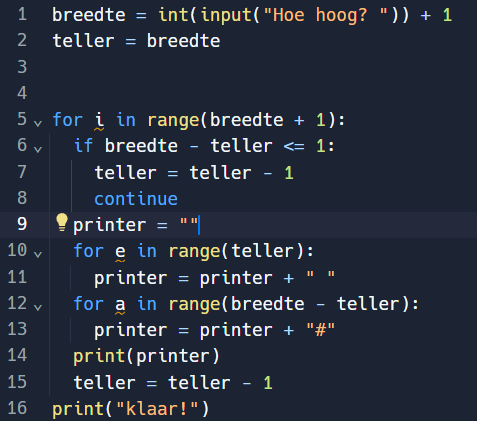 1 breedte = int(input("Hoe hoog? ")) + 1
2 teller = breedte
3
4
5 for i in range(breedte + 1):
6     if breedte - teller <= 1:
7         teller = teller - 1
8         continue
9     printer = ""
10     for e in range(teller):
11         printer = printer + " "
12     for a in range(breedte - teller):
13         printer = printer + "#"
14     print(printer)
15     teller = teller - 1
16 print("klaar!")